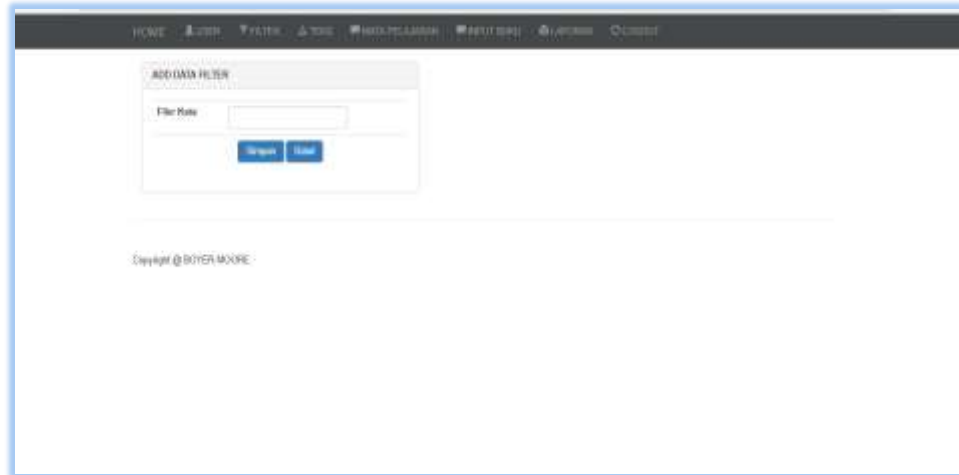 HOME USER FILTER TOKE MATA PELAJARAN INPUT BUKU LAPORAN LOGOUT
ADD DATA FILTER
Filter Kata
Simpan Batal
Copyright @ BOYER-MOORE